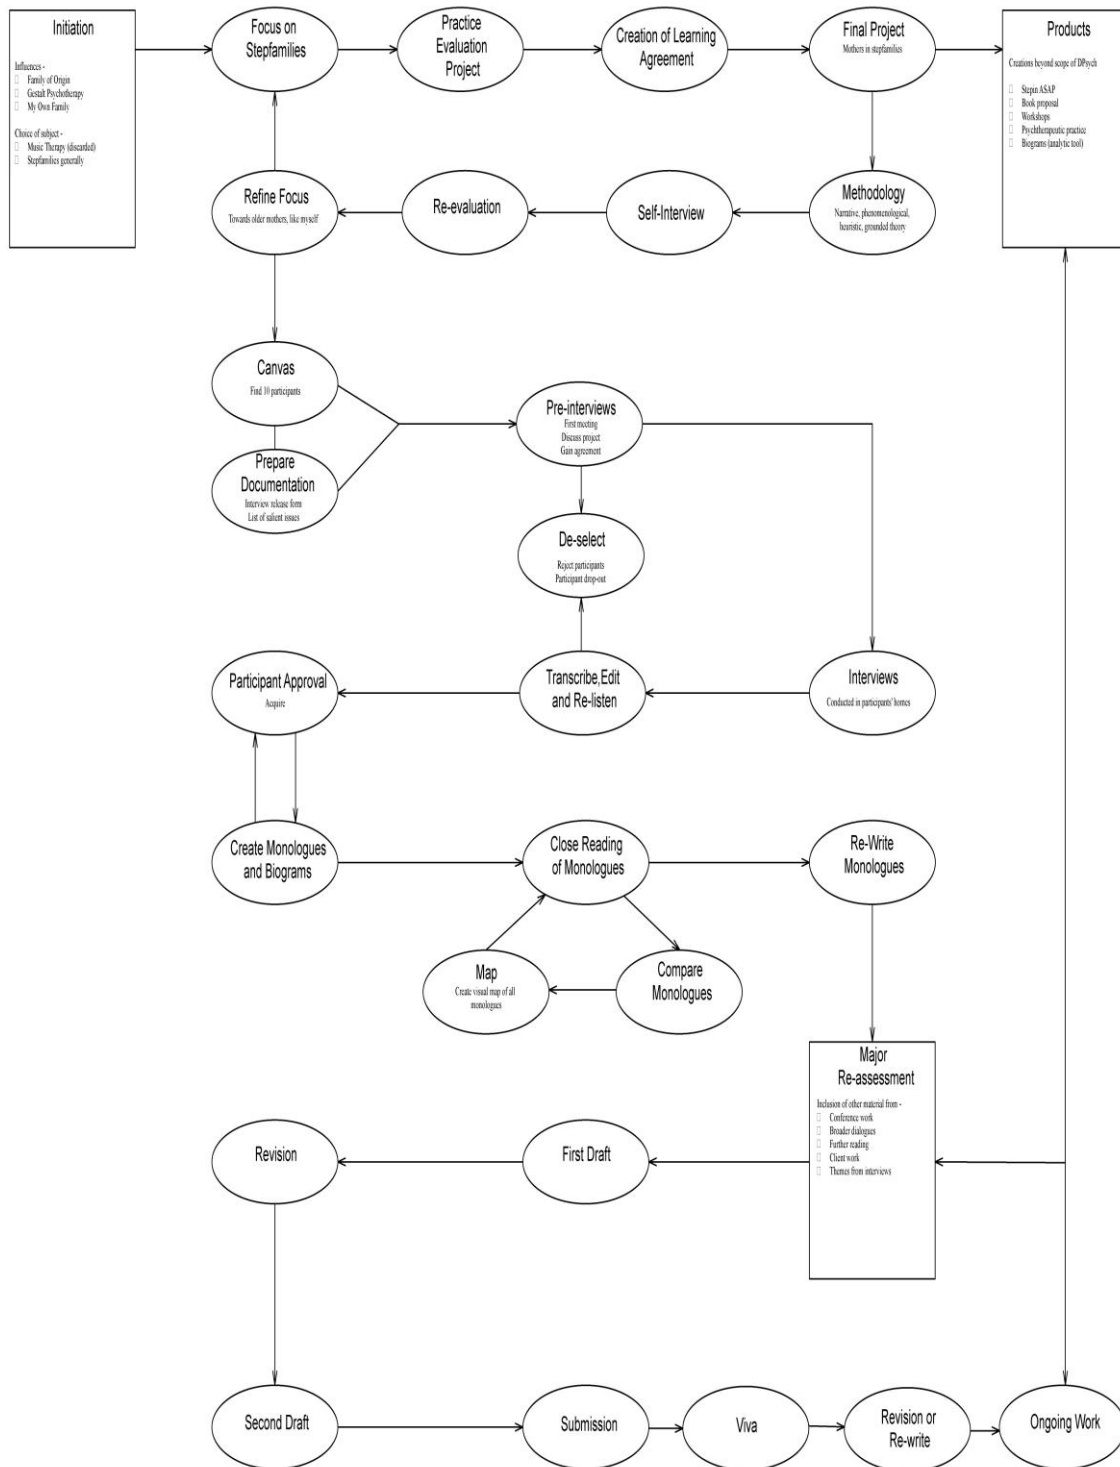 Initiation
Influences -
Family of Origin
Gestalt Psychotherapy
My Own Family
Choice of subject -
Music Therapy (discarded)
Stepfamilies generally
Focus on
Stepfamilies
Practice
Evaluation
Project
Creation of Learning
Agreement
Final Project
Mothers in stepfamilies
Products
Creations beyond scope of DPsych
Stepin ASAP
Book proposal
Workshops
Psychtherapeutic practice
Biograms (analytic tool)
Refine Focus
Towards older mothers, like myself
Re-evaluation
Self-Interview
Methodology
Narrative, phenomenological,
heuristic, grounded theory
Canvas
Find 10 participants
Prepare
Documentation
Interview release form
List of salient issues
Pre-interviews
First meeting
Discuss project
Gain agreement
De-select
Reject participants
Participant drop-out
Participant Approval
Acquire
Transcribe,Edit
and Re-listen
Interviews
Conducted in participants' homes
Create Monologues
and Biograms
Close Reading
of Monologues
Re-Write
Monologues
Map
Create visual map of all
monologues
Compare
Monologues
Major
Re-assessment
Inclusion of other material from -
Conference work
Broader dialogues
Further reading
Client work
Themes from interviews
Revision
First Draft
Second Draft
Submission
Viva
Revision or
Re-write
Ongoing Work